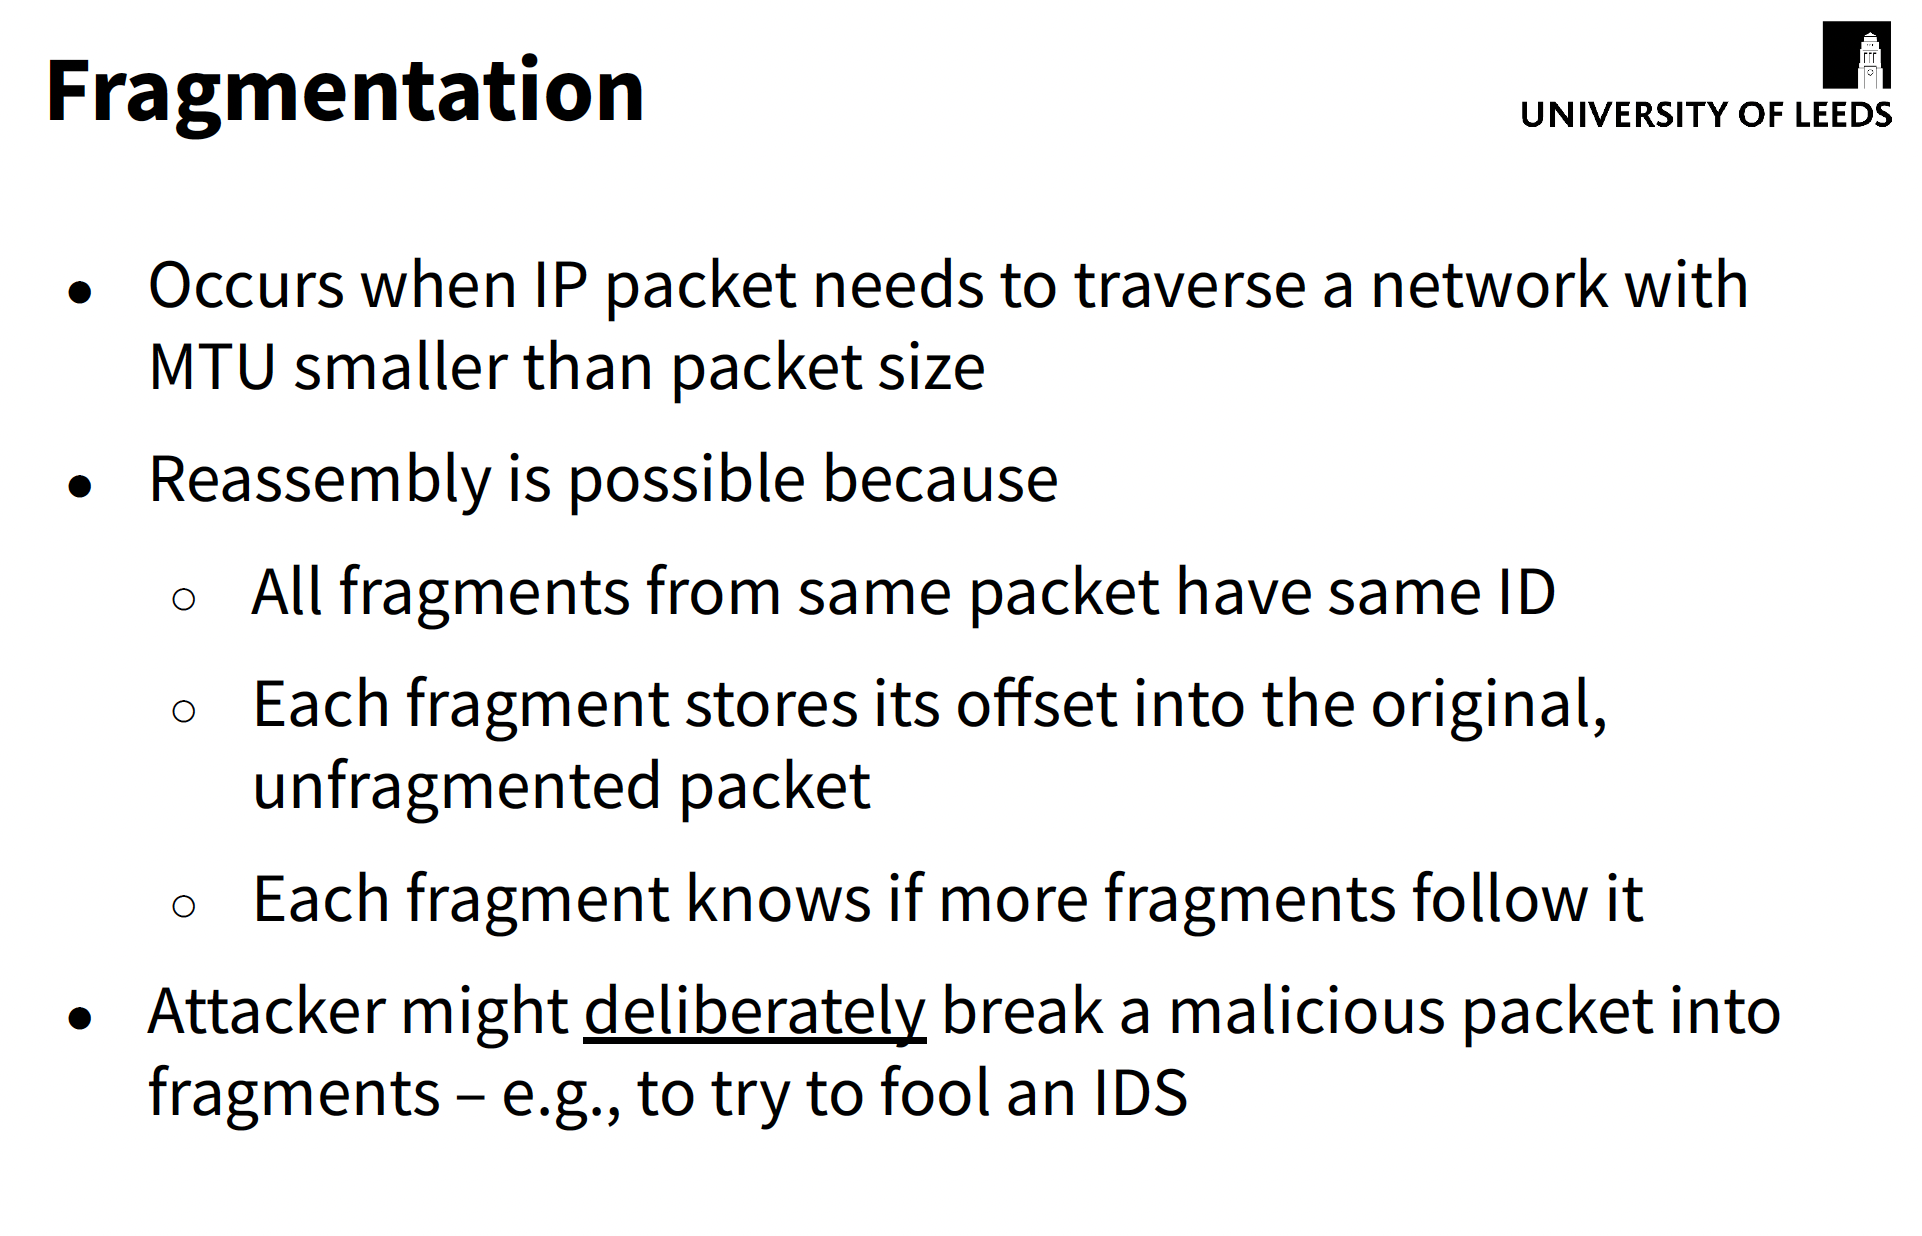 Fragmentation
UNIVERSITY OF LEEDS
● Occurs when IP packet needs to traverse a network with
MTU smaller than packet size
● Reassembly is possible because
○ All fragments from same packet have same ID
○ Each fragment stores its offset into the original,
unfragmented packet
○ Each fragment knows if more fragments follow it
● Attacker might deliberately break a malicious packet into
fragments – e.g., to try to fool an IDS